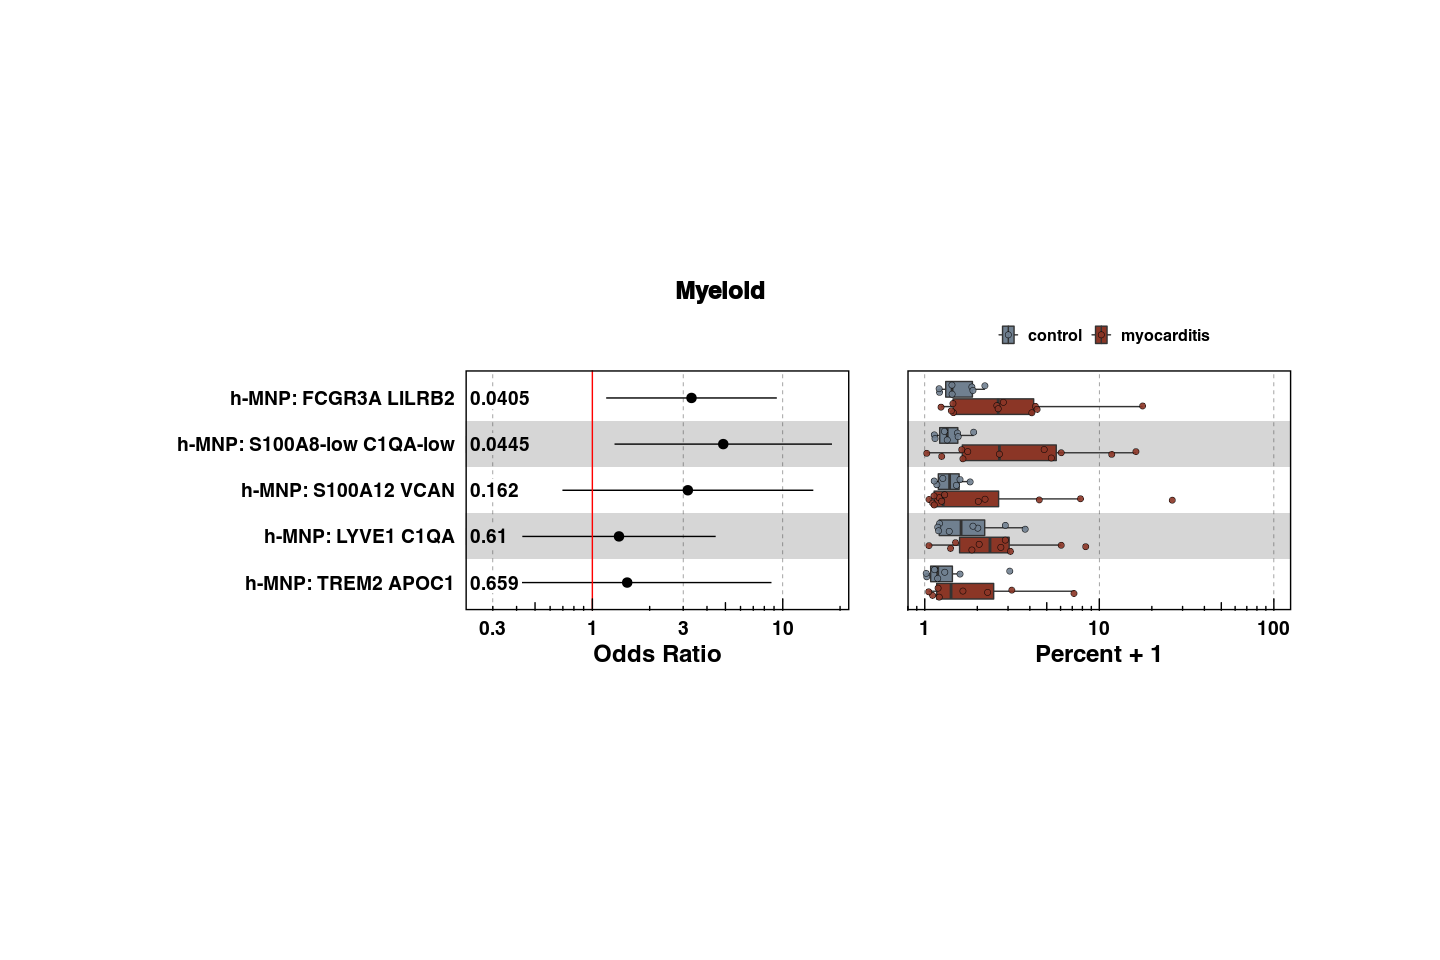 Myeloid
control myocarditis
h-MNP: FCGR3A LILRB2 0.0405
h-MNP: S100A8-low C1QA-low 0.0445
h-MNP: S100A12 VCAN 0.162
h-MNP: LYVE1 C1QA 0.61
h-MNP: TREM2 APOC1 0.659
0.3 1 3 10 1 10 100
Odds Ratio Percent + 1